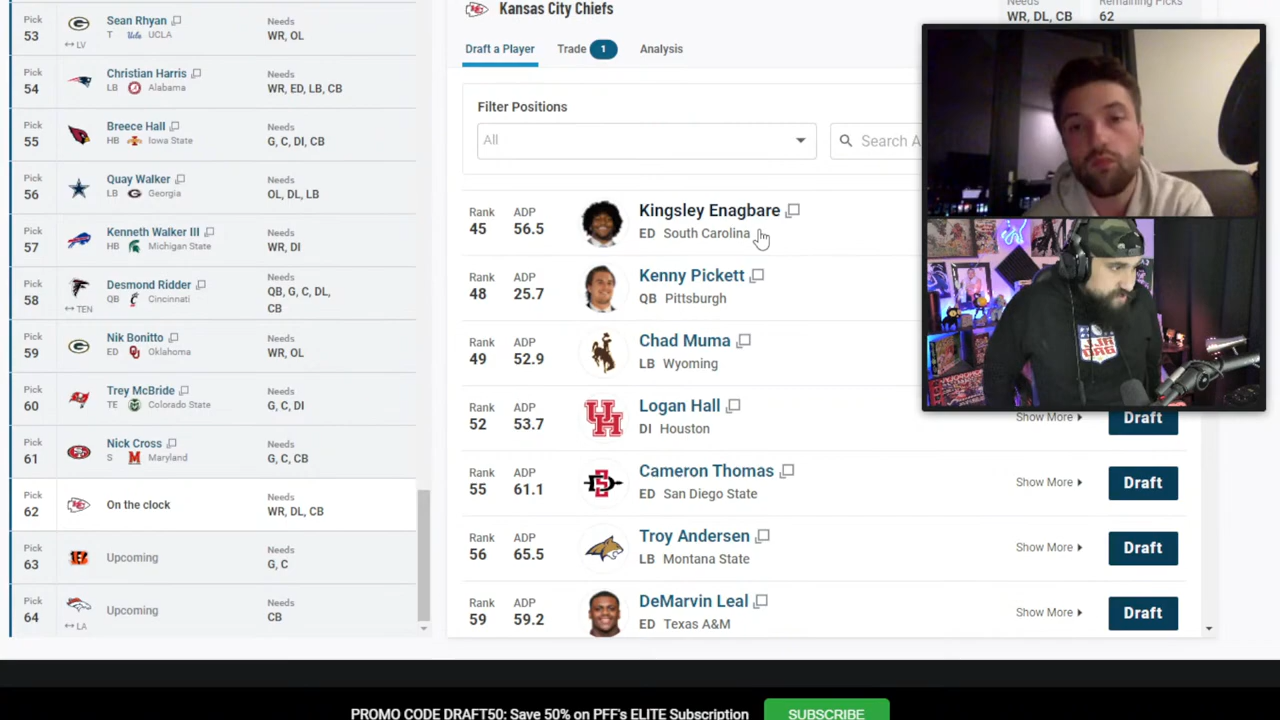 Pick
53
Sean Rhyan
T UCLA
↔ LV
Needs
WR, OL
Pick
54
Christian Harris
LB Alabama
Needs
WR, ED, LB, CB
Pick
55
Breece Hall
HB Iowa State
Needs
G, C, DI, CB
Pick
56
Quay Walker
LB Georgia
Needs
OL, DL, LB
Pick
57
Kenneth Walker III
HB Michigan State
Needs
WR, DI
Pick
58
Desmond Ridder
QB Cincinnati
↔ TEN
Needs
QB, G, C, DL,
CB
Pick
59
Nik Bonitto
ED Oklahoma
Needs
WR, OL
Pick
60
Trey McBride
TE Colorado State
Needs
G, C, DI
Pick
61
Nick Cross
S Maryland
Needs
G, C, CB
Pick
62
On the clock
Needs
WR, DL, CB
Pick
63
Upcoming
Needs
G, C
Pick
64
Upcoming
↔ LA
Needs
CB
Kansas City Chiefs
Needs
WR, DL, CB
Remaining Picks
62
Draft a Player
Trade 1
Analysis
Filter Positions
All
Search A
Rank
45
ADP
56.5
Kingsley Enagbare
ED South Carolina
Rank
48
ADP
25.7
Kenny Pickett
QB Pittsburgh
Rank
49
ADP
52.9
Chad Muma
LB Wyoming
Rank
52
ADP
53.7
Logan Hall
DI Houston
Show More
Draft
Rank
55
ADP
61.1
Cameron Thomas
ED San Diego State
Show More
Draft
Rank
56
ADP
65.5
Troy Andersen
LB Montana State
Show More
Draft
Rank
59
ADP
59.2
DeMarvin Leal
ED Texas A&M
Show More
Draft
PROMO CODE DRAFT50: Save 50% on PFF's ELITE Subscription
SUBSCRIBE